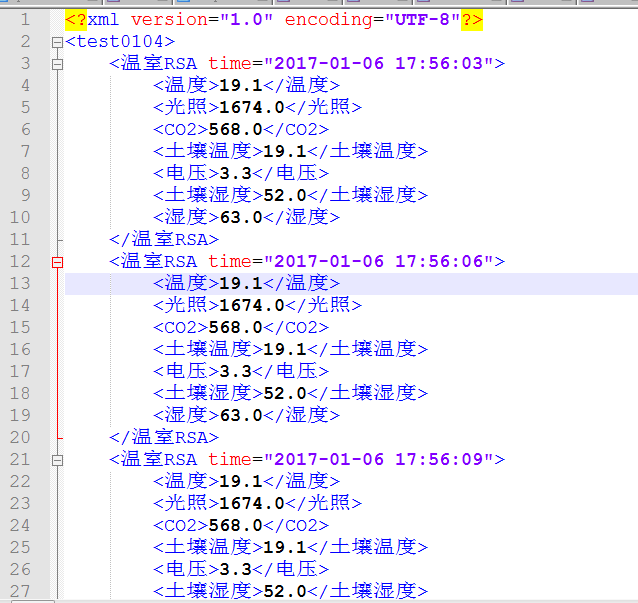 1 <?xml version="1.0" encoding="UTF-8"?>
2 <test0104>
3 <温室RSA time="2017-01-06 17:56:03">
4 <温度>19.1</温度>
5 <光照>1674.0</光照>
6 <CO2>568.0</CO2>
7 <土壤温度>19.1</土壤温度>
8 <电压>3.3</电压>
9 <土壤湿度>52.0</土壤湿度>
10 <湿度>63.0</湿度>
11 </温室RSA>
12 <温室RSA time="2017-01-06 17:56:06">
13 <温度>19.1</温度>
14 <光照>1674.0</光照>
15 <CO2>568.0</CO2>
16 <土壤温度>19.1</土壤温度>
17 <电压>3.3</电压>
18 <土壤湿度>52.0</土壤湿度>
19 <湿度>63.0</湿度>
20 </温室RSA>
21 <温室RSA time="2017-01-06 17:56:09">
22 <温度>19.1</温度>
23 <光照>1674.0</光照>
24 <CO2>568.0</CO2>
25 <土壤温度>19.1</土壤温度>
26 <电压>3.3</电压>
27 <土壤湿度>52.0</土壤湿度>